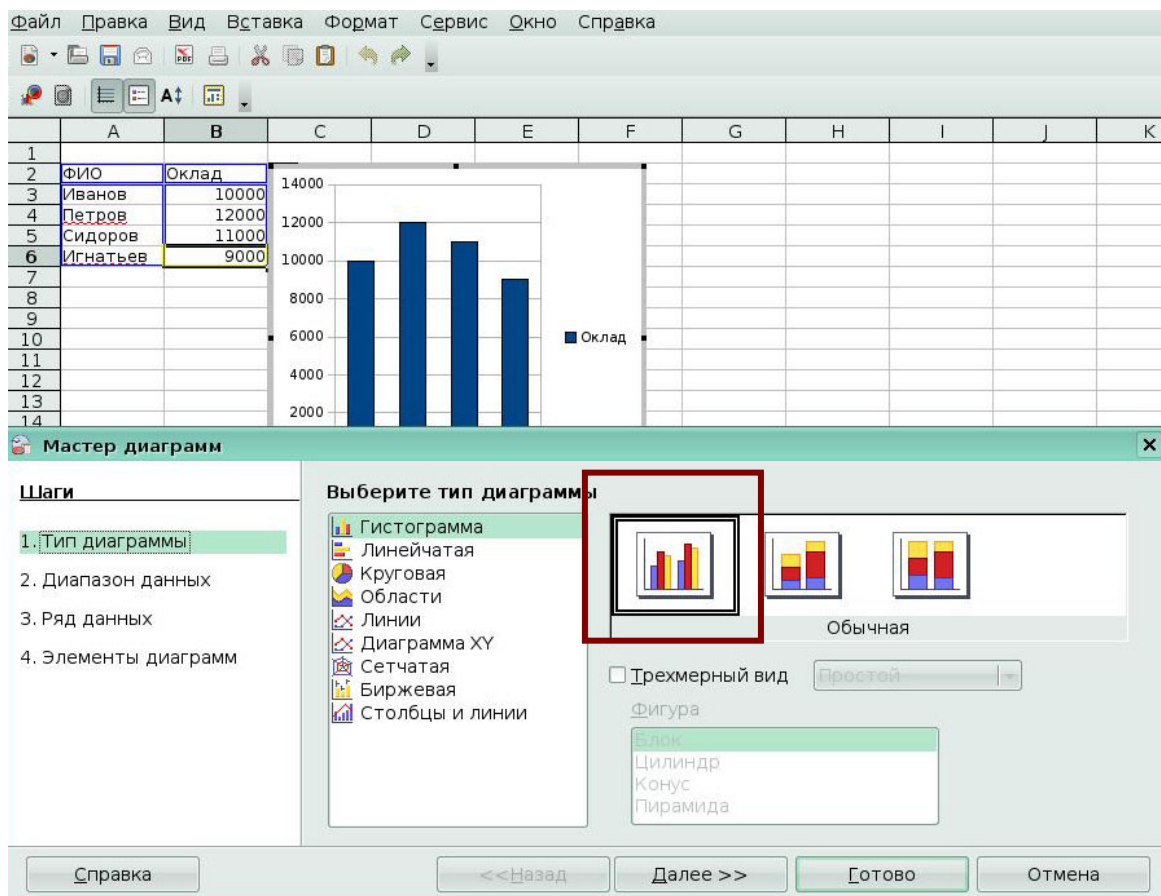 Файл Правка Вид Вставка Формат Сервис Окно Справка
PDF
A
A B C D E F G H I J K
1
2 ФИО Оклад
3 Иванов 10000
4 Петров 12000
5 Сидоров 11000
6 Игнатьев 9000
7
8
9
10
11
12
13
14
14000
12000
10000
8000
6000
4000
2000
Оклад
Мастер диаграмм
Шаги
1. Тип диаграммы
2. Диапазон данных
3. Ряд данных
4. Элементы диаграмм
Выберите тип диаграммы
Гистограмма
Линейчатая
Круговая
Области
Линии
Диаграмма XY
Сетчатая
Биржевая
Столбцы и линии
Обычная
Трехмерный вид Простой
Фигура
Блок
Цилиндр
Конус
Пирамида
Справка <<Назад Далее >> Готово Отмена